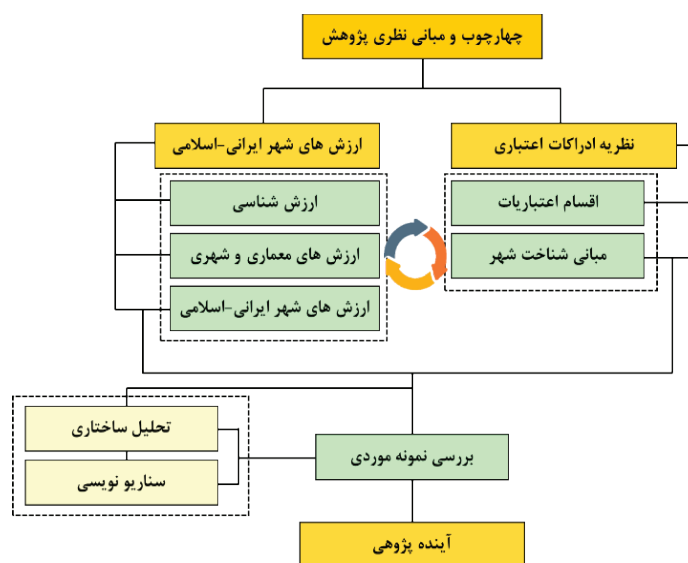 چهارچوب و مبانی نظری پژوهش
نظریه ادراکات اعتباری
ارزش های شهر ایرانی-اسلامی
اقسام اعتباریات
ارزش شناسی
مبانی شناخت شهر
ارزش های معماری و شهری
ارزش های شهر ایرانی-اسلامی
تحلیل ساختاری
بررسی نمونه موردی
سناریو نویسی
آینده پژوهی